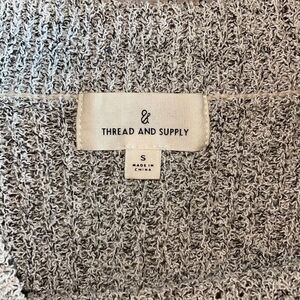 &
THREAD AND SUPPLY
S
MADE IN
CHINA